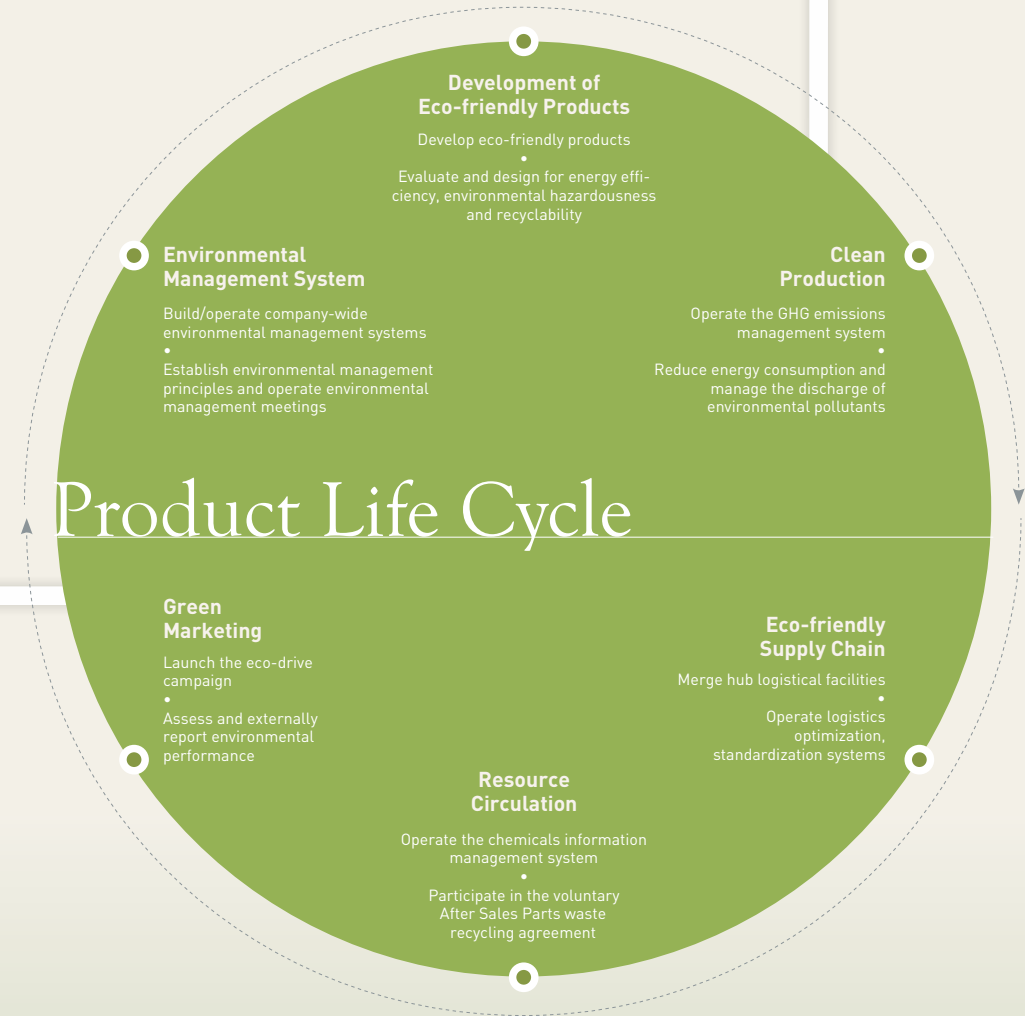 Development of
Eco-friendly Products
Develop eco-friendly products
•
Evaluate and design for energy effi-
ciency, environmental hazardousness
and recyclability
Environmental
Management System
Build/operate company-wide
environmental management systems
•
Establish environmental management
principles and operate environmental
management meetings
Clean
Production
Operate the GHG emissions
management system
•
Reduce energy consumption and
manage the discharge of
environmental pollutants
Product Life Cycle
Green
Marketing
Launch the eco-drive
campaign
•
Assess and externally
report environmental
performance
Eco-friendly
Supply Chain
Merge hub logistical facilities
•
Operate logistics
optimization,
standardization systems
Resource
Circulation
Operate the chemicals information
management system
•
Participate in the voluntary
After Sales Parts waste
recycling agreement